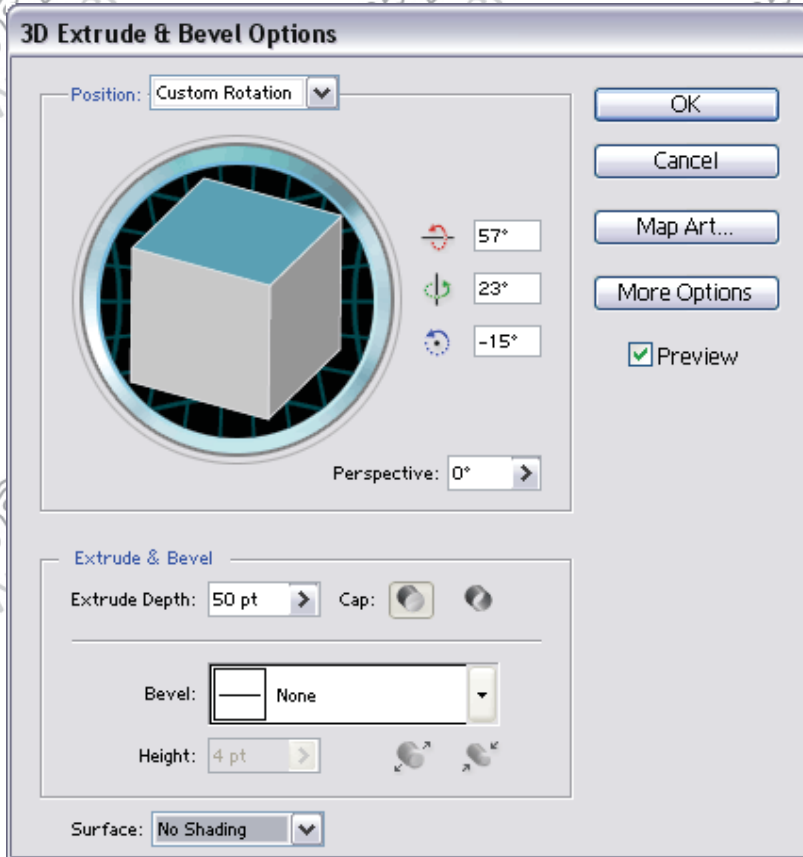 3D Extrude & Bevel Options
Position: Custom Rotation
57°
23°
-15°
Perspective: 0°
OK
Cancel
Map Art...
More Options
Preview
Extrude & Bevel
Extrude Depth: 50 pt Cap:
Bevel: None
Height: 4 pt
Surface: No Shading